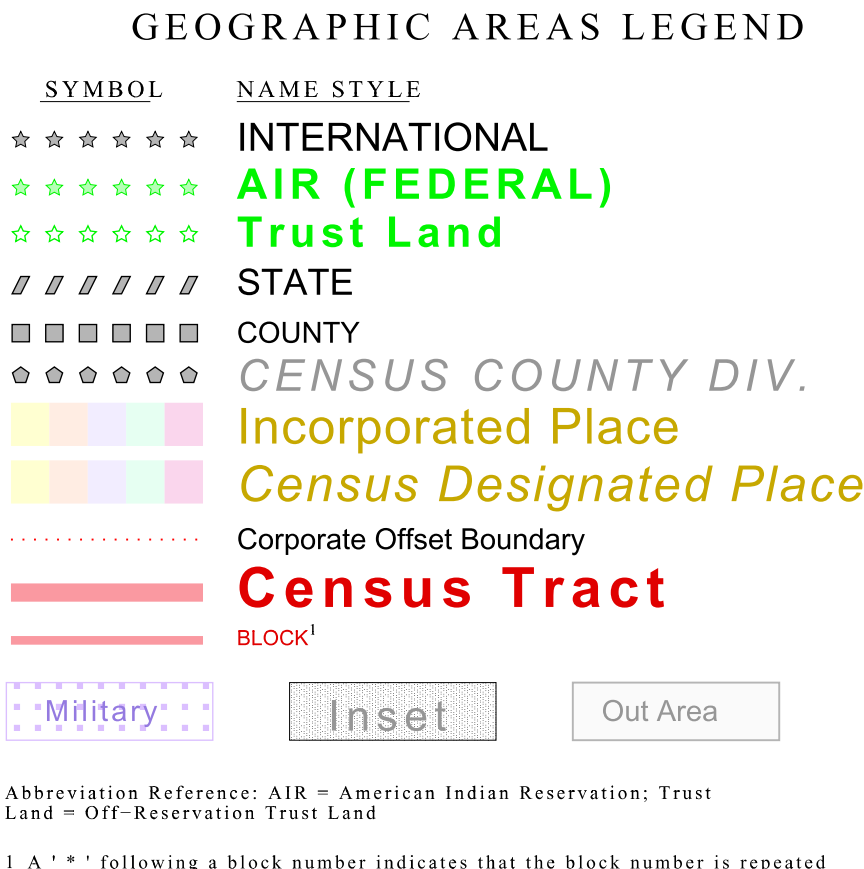 GEOGRAPHIC AREAS LEGEND
SYMBOL NAME STYLE
INTERNATIONAL
AIR (FEDERAL)
Trust Land
STATE
COUNTY
CENSUS COUNTY DIV.
Incorporated Place
Census Designated Place
Corporate Offset Boundary
Census Tract
BLOCK1
Military Inset Out Area
Abbreviation Reference: AIR = American Indian Reservation; Trust
Land = Off−Reservation Trust Land
1 A ' * ' following a block number indicates that the block number is repeated